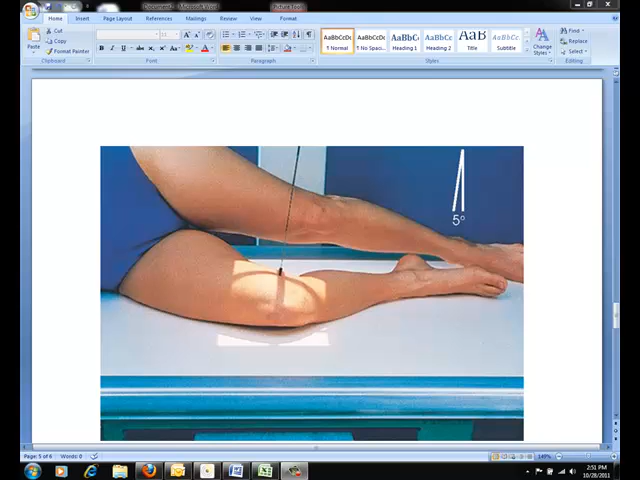 Home Insert Page Layout References Mailings Review View Format
Paste
Cut
Copy
Format Painter
Clipboard
Font
Paragraph
AaBbCcDc AaBbCcDc AaBbCc AaBbCc AaB AaBbCc
¶ Normal ¶ No Spaci... Heading 1 Heading 2 Title Subtitle
Change
Styles
Styles
Find
Replace
Select
Editing
5°
Page: 5 of 6 Words: 0
149%
2:51 PM
10/28/2011